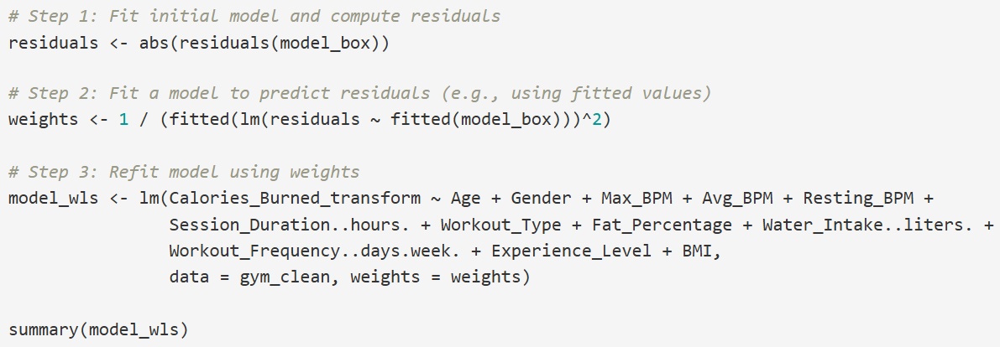 # Step 1: Fit initial model and compute residuals
residuals <- abs(residuals(model_box))
# Step 2: Fit a model to predict residuals (e.g., using fitted values)
weights <- 1 / (fitted(lm(residuals ~ fitted(model_box)))^2)
# Step 3: Refit model using weights
model_wls <- lm(Calories_Burned_transform ~ Age + Gender + Max_BPM + Avg_BPM + Resting_BPM +
Session_Duration..hours. + Workout_Type + Fat_Percentage + Water_Intake..liters. +
Workout_Frequency..days.week. + Experience_Level + BMI,
data = gym_clean, weights = weights)
summary(model_wls)